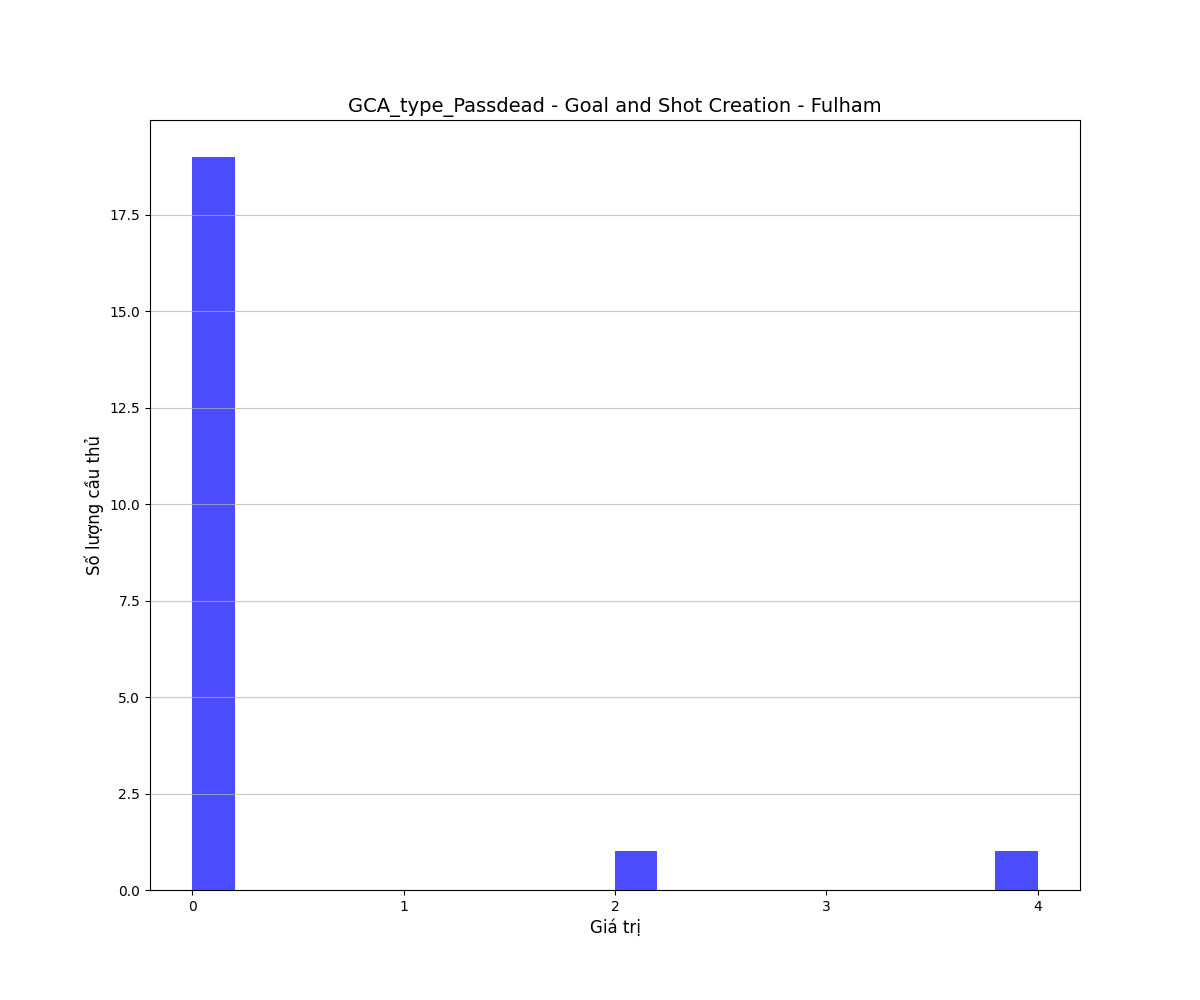 GCA_type_Passdead - Goal and Shot Creation - Fulham
17.5
15.0
12.5
10.0
7.5
5.0
2.5
0.0
Số lượng cầu thủ
0 1 2 3 4
Giá trị